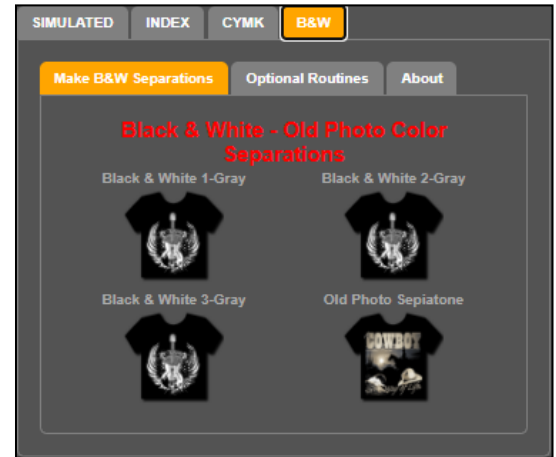 SIMULATED INDEX CYMK B&W
Make B&W Separations Optional Routines About
Black & White - Old Photo Color
Separations
Black & White 1-Gray Black & White 2-Gray
Black & White 3-Gray Old Photo Sepiatone
COWBOY